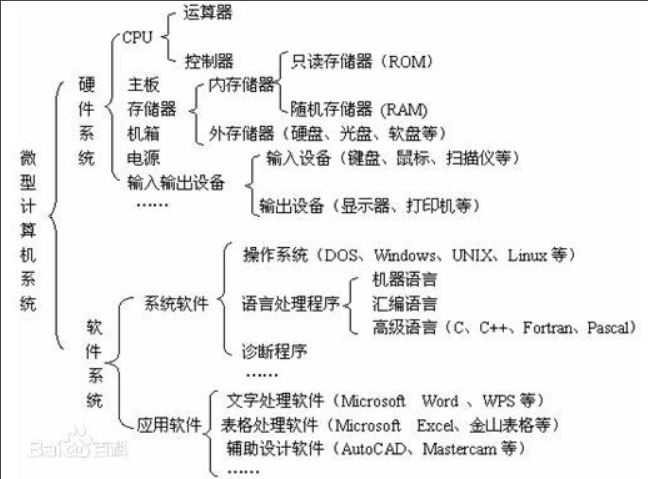 微型计算机系统
硬件系统
CPU
运算器
控制器
主板
存储器
内存储器
只读存储器（ROM）
随机存储器 (RAM)
外存储器（硬盘、光盘、软盘等）
机箱
电源
输入输出设备
输入设备（键盘、鼠标、扫描仪等）
输出设备（显示器、打印机等）
……
软件系统
系统软件
操作系统（DOS、Windows、UNIX、Linux 等）
语言处理程序
机器语言
汇编语言
高级语言（C、C++、Fortran、Pascal）
诊断程序
……
应用软件
文字处理软件（Microsoft Word 、WPS 等）
表格处理软件（Microsoft Excel、金山表格等）
辅助设计软件（AutoCAD、Mastercam 等）
……
Baidu百科